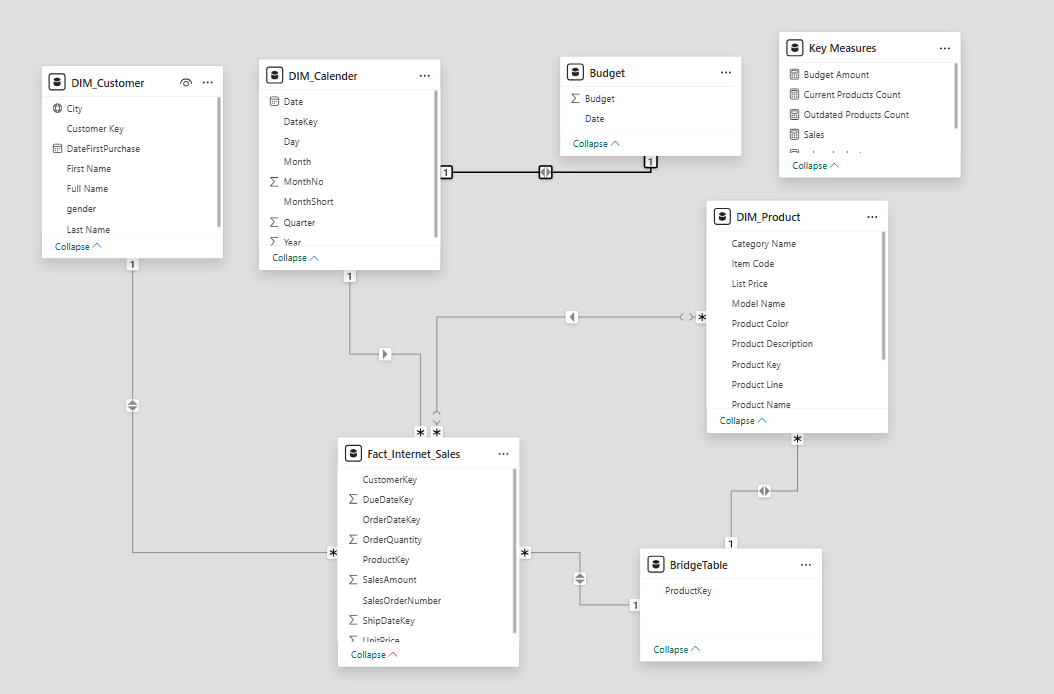 DIM_Customer
City
Customer Key
DateFirstPurchase
First Name
Full Name
gender
Last Name
Collapse
1
DIM_Calender
Date
DateKey
Day
Month
MonthNo
MonthShort
Quarter
Year
Collapse
1
1
Budget
Budget
Date
Collapse
1
Key Measures
Budget Amount
Current Products Count
Outdated Products Count
Sales
Collapse
DIM_Product
Category Name
Item Code
List Price
Model Name
Product Color
Product Description
Product Key
Product Line
Product Name
Collapse
*
*
*
*
Fact_Internet_Sales
CustomerKey
DueDateKey
OrderDateKey
OrderQuantity
ProductKey
SalesAmount
SalesOrderNumber
ShipDateKey
UnitPrice
Collapse
*
*
1
1
BridgeTable
ProductKey
Collapse